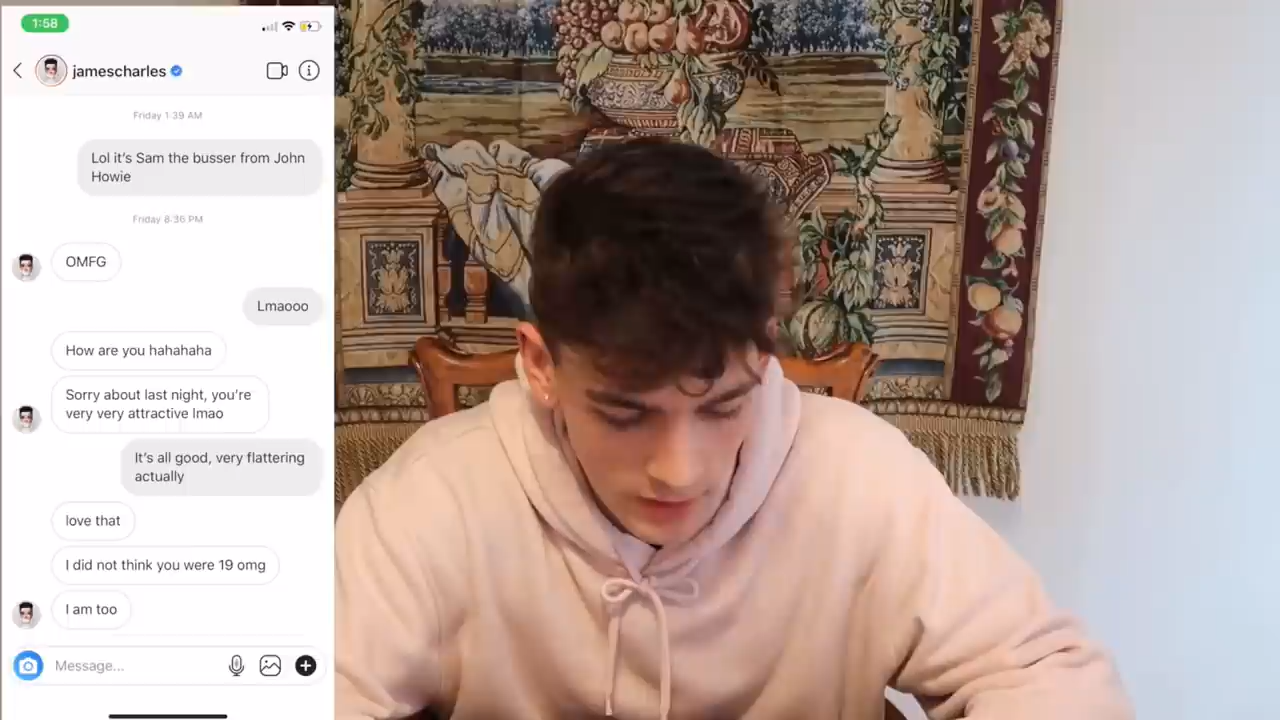 1:58
jamescharles
Friday 1:39 AM
Lol it’s Sam the busser from John
Howie
Friday 8:36 PM
OMFG
Lmaooo
How are you hahahaha
Sorry about last night, you’re
very very attractive lmao
It’s all good, very flattering
actually
love that
I did not think you were 19 omg
I am too
Message...